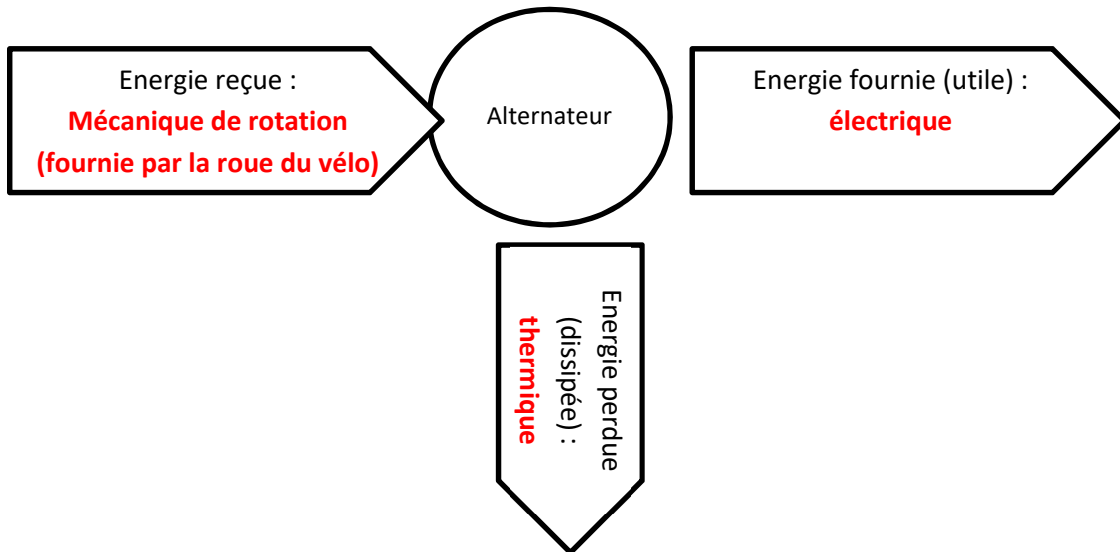 Energie reçue :
Mécanique de rotation
(fournie par la roue du vélo)
Alternateur
Energie fournie (utile) :
électrique
Energie perdue
(dissipée) :
thermique